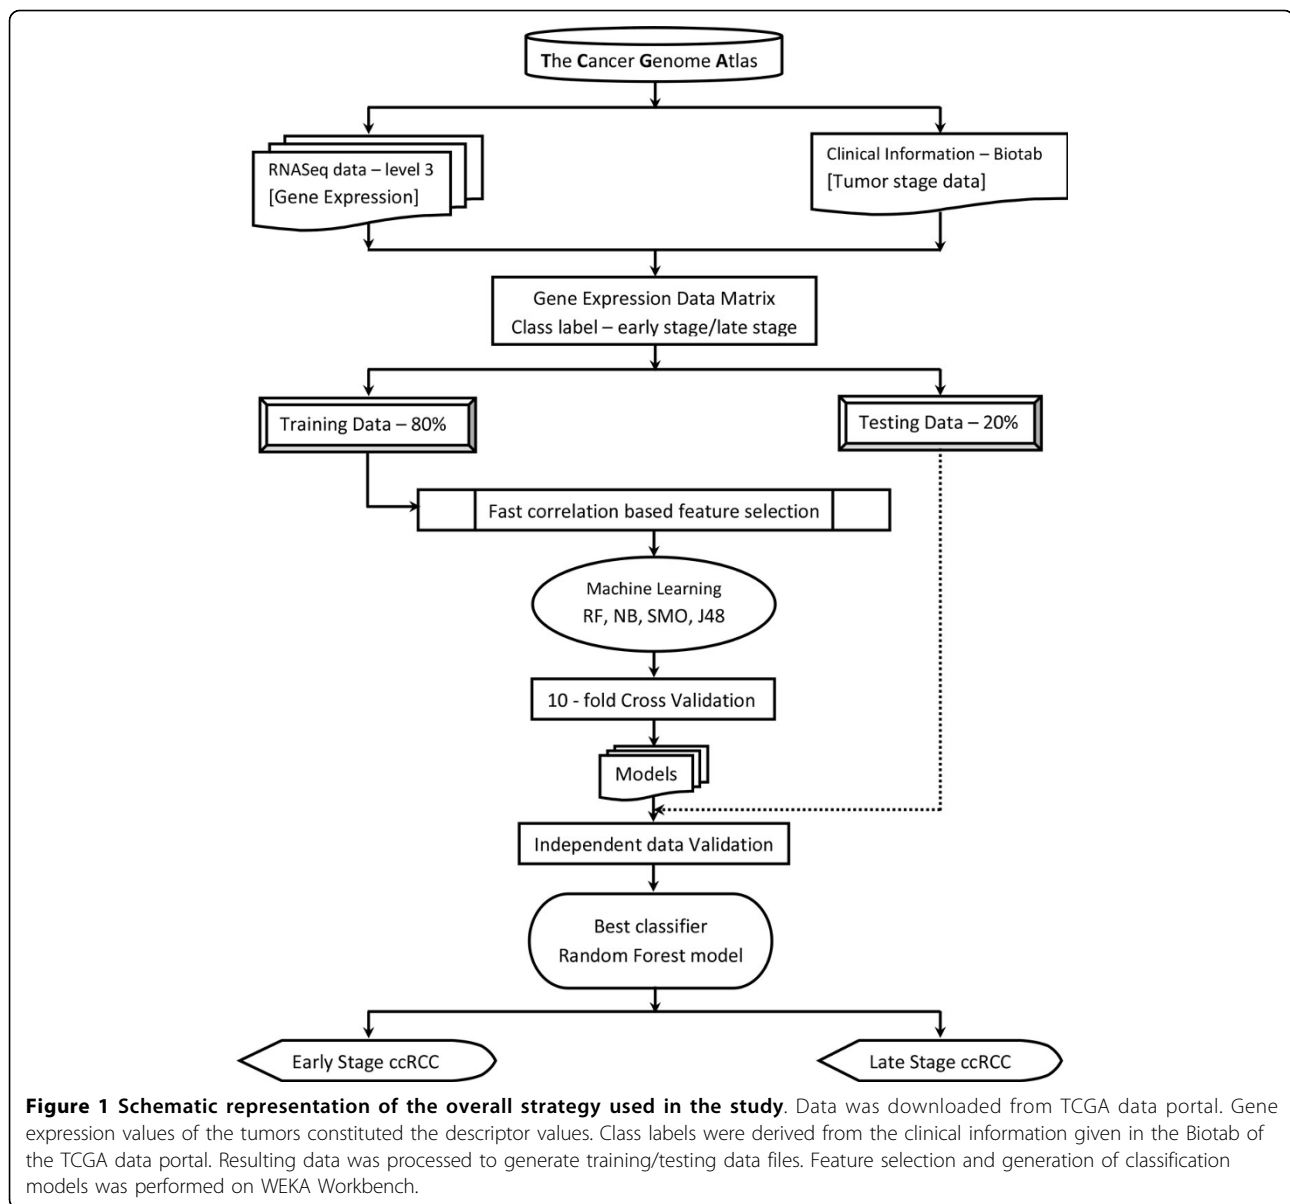 The Cancer Genome Atlas
RNASeq data – level 3
[Gene Expression]
Clinical Information – Biotab
[Tumor stage data]
Gene Expression Data Matrix
Class label – early stage/late stage
Training Data – 80%
Testing Data – 20%
Fast correlation based feature selection
Machine Learning
RF, NB, SMO, J48
10 - fold Cross Validation
Models
Independent data Validation
Best classifier
Random Forest model
Early Stage ccRCC
Late Stage ccRCC
Figure 1 Schematic representation of the overall strategy used in the study. Data was downloaded from TCGA data portal. Gene
expression values of the tumors constituted the descriptor values. Class labels were derived from the clinical information given in the Biotab of
the TCGA data portal. Resulting data was processed to generate training/testing data files. Feature selection and generation of classification
models was performed on WEKA Workbench.